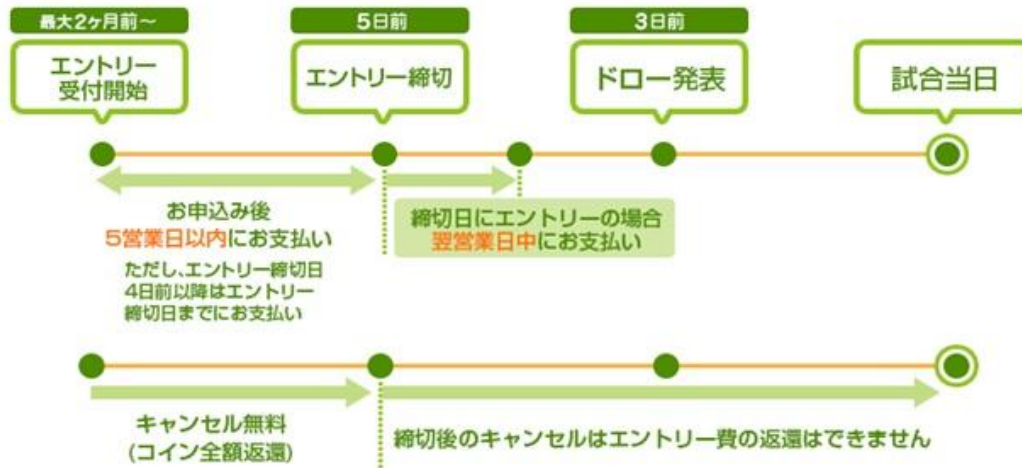 最大2ヶ月前～
エントリー
受付開始
5日前
エントリー締切
3日前
ドロー発表
試合当日
お申込み後
5営業日以内にお支払い
ただし、エントリー締切日
4日前以降はエントリー
締切日までにお支払い
締切日にエントリーの場合
翌営業日中にお支払い
キャンセル無料
(コイン全額返還)
締切後のキャンセルはエントリー費の返還はできません